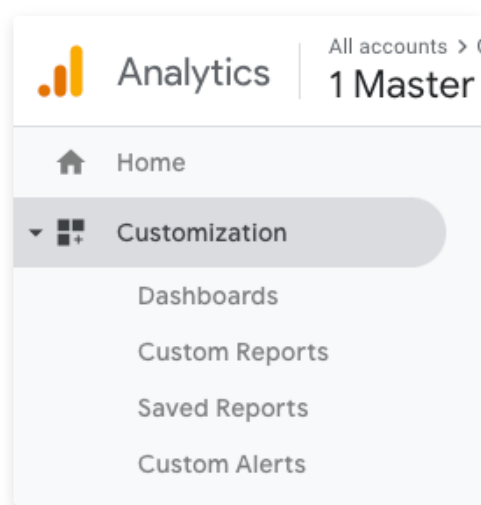 Analytics
All accounts >
1 Master
Home
Customization
Dashboards
Custom Reports
Saved Reports
Custom Alerts